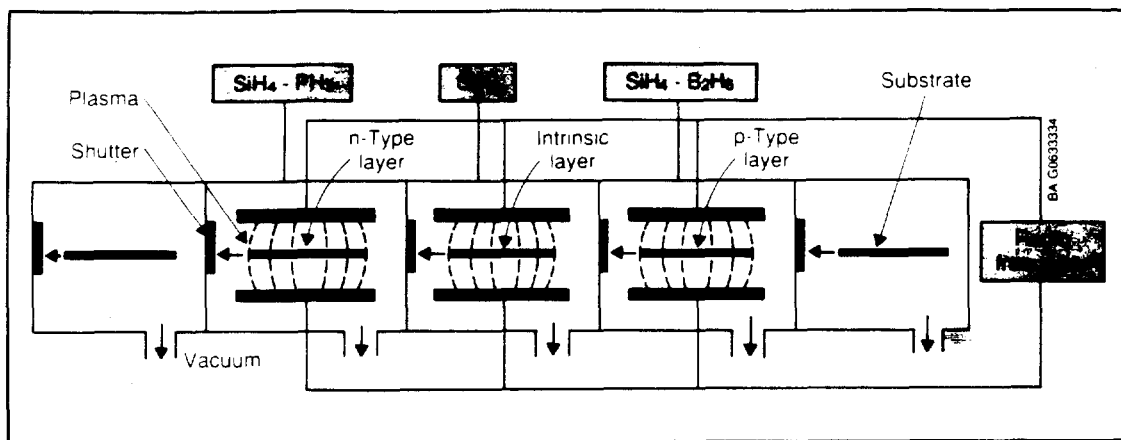 SiH₄ - PH₃
SiH₄ - B₂H₆
Substrate
Plasma
Shutter
n-Type
layer
Intrinsic
layer
p-Type
layer
BA G0633334
Vacuum